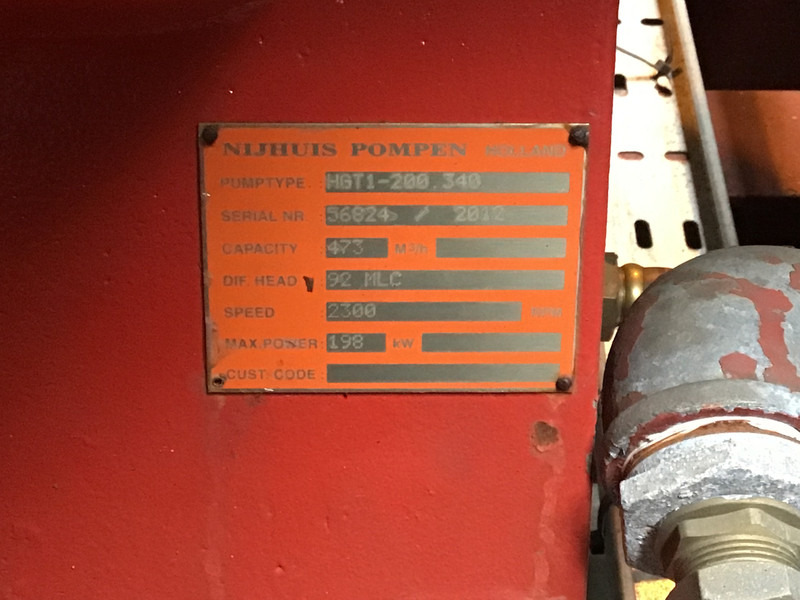 NIJHUIS POMPEN HOLLAND
PUMPTYPE: HGT1-200.340
SERIAL NR. 56824 / 2012
CAPACITY 473 M³/h
DIF. HEAD 92 MLC
SPEED 2300 RPM
MAX. POWER 198 kW
CUST. CODE: